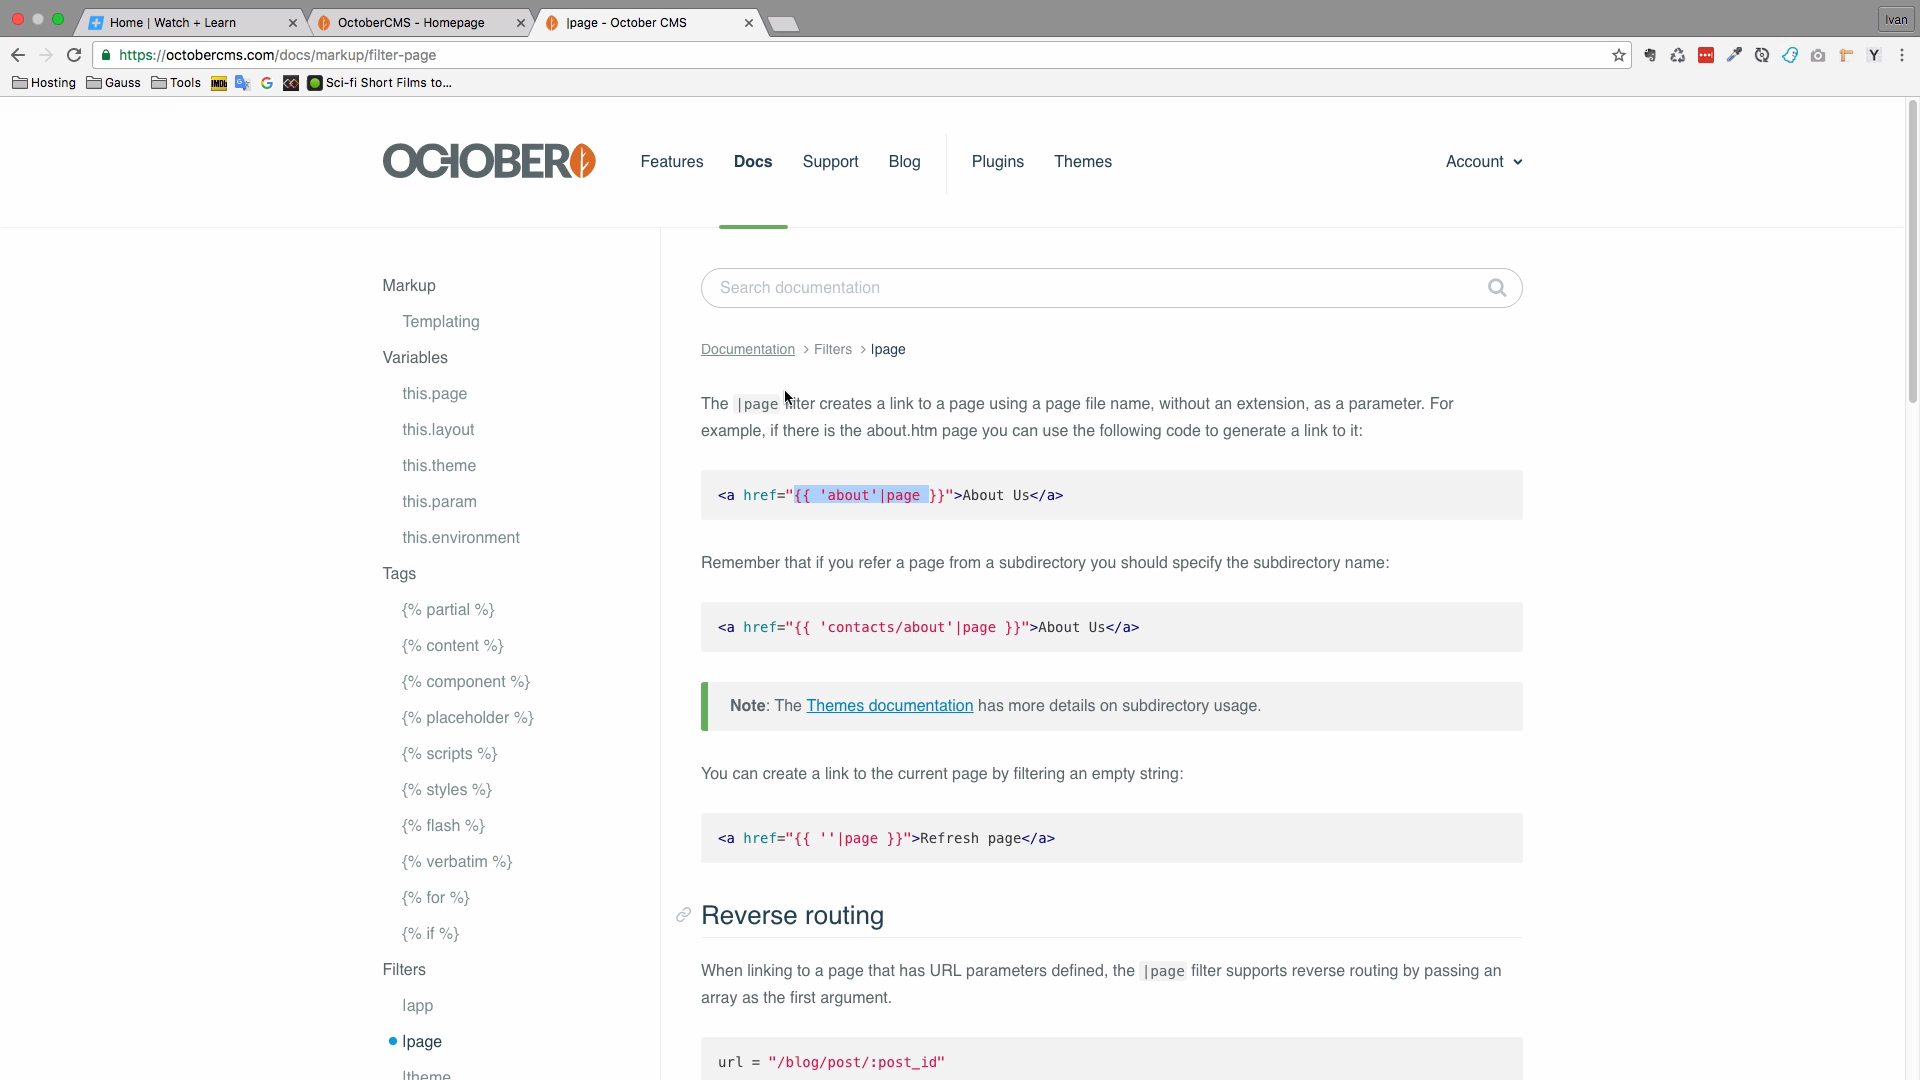 Home | Watch + Learn
OctoberCMS - Homepage
|page - October CMS
Ivan
https://octobercms.com/docs/markup/filter-page
Hosting
Gauss
Tools
IMDb
Sci-fi Short Films to...
OCTOBER
Features
Docs
Support
Blog
Plugins
Themes
Account
Search documentation
Markup
Templating
Variables
this.page
this.layout
this.theme
this.param
this.environment
Tags
{% partial %}
{% content %}
{% component %}
{% placeholder %}
{% scripts %}
{% styles %}
{% flash %}
{% verbatim %}
{% for %}
{% if %}
Filters
|app
|page
|theme
Documentation > Filters > |page
The |page filter creates a link to a page using a page file name, without an extension, as a parameter. For
example, if there is the about.htm page you can use the following code to generate a link to it:
<a href="{{ 'about'|page }}">About Us</a>
Remember that if you refer a page from a subdirectory you should specify the subdirectory name:
<a href="{{ 'contacts/about'|page }}">About Us</a>
Note: The Themes documentation has more details on subdirectory usage.
You can create a link to the current page by filtering an empty string:
<a href="{{ ''|page }}">Refresh page</a>
Reverse routing
When linking to a page that has URL parameters defined, the |page filter supports reverse routing by passing an
array as the first argument.
url = "/blog/post/:post_id"